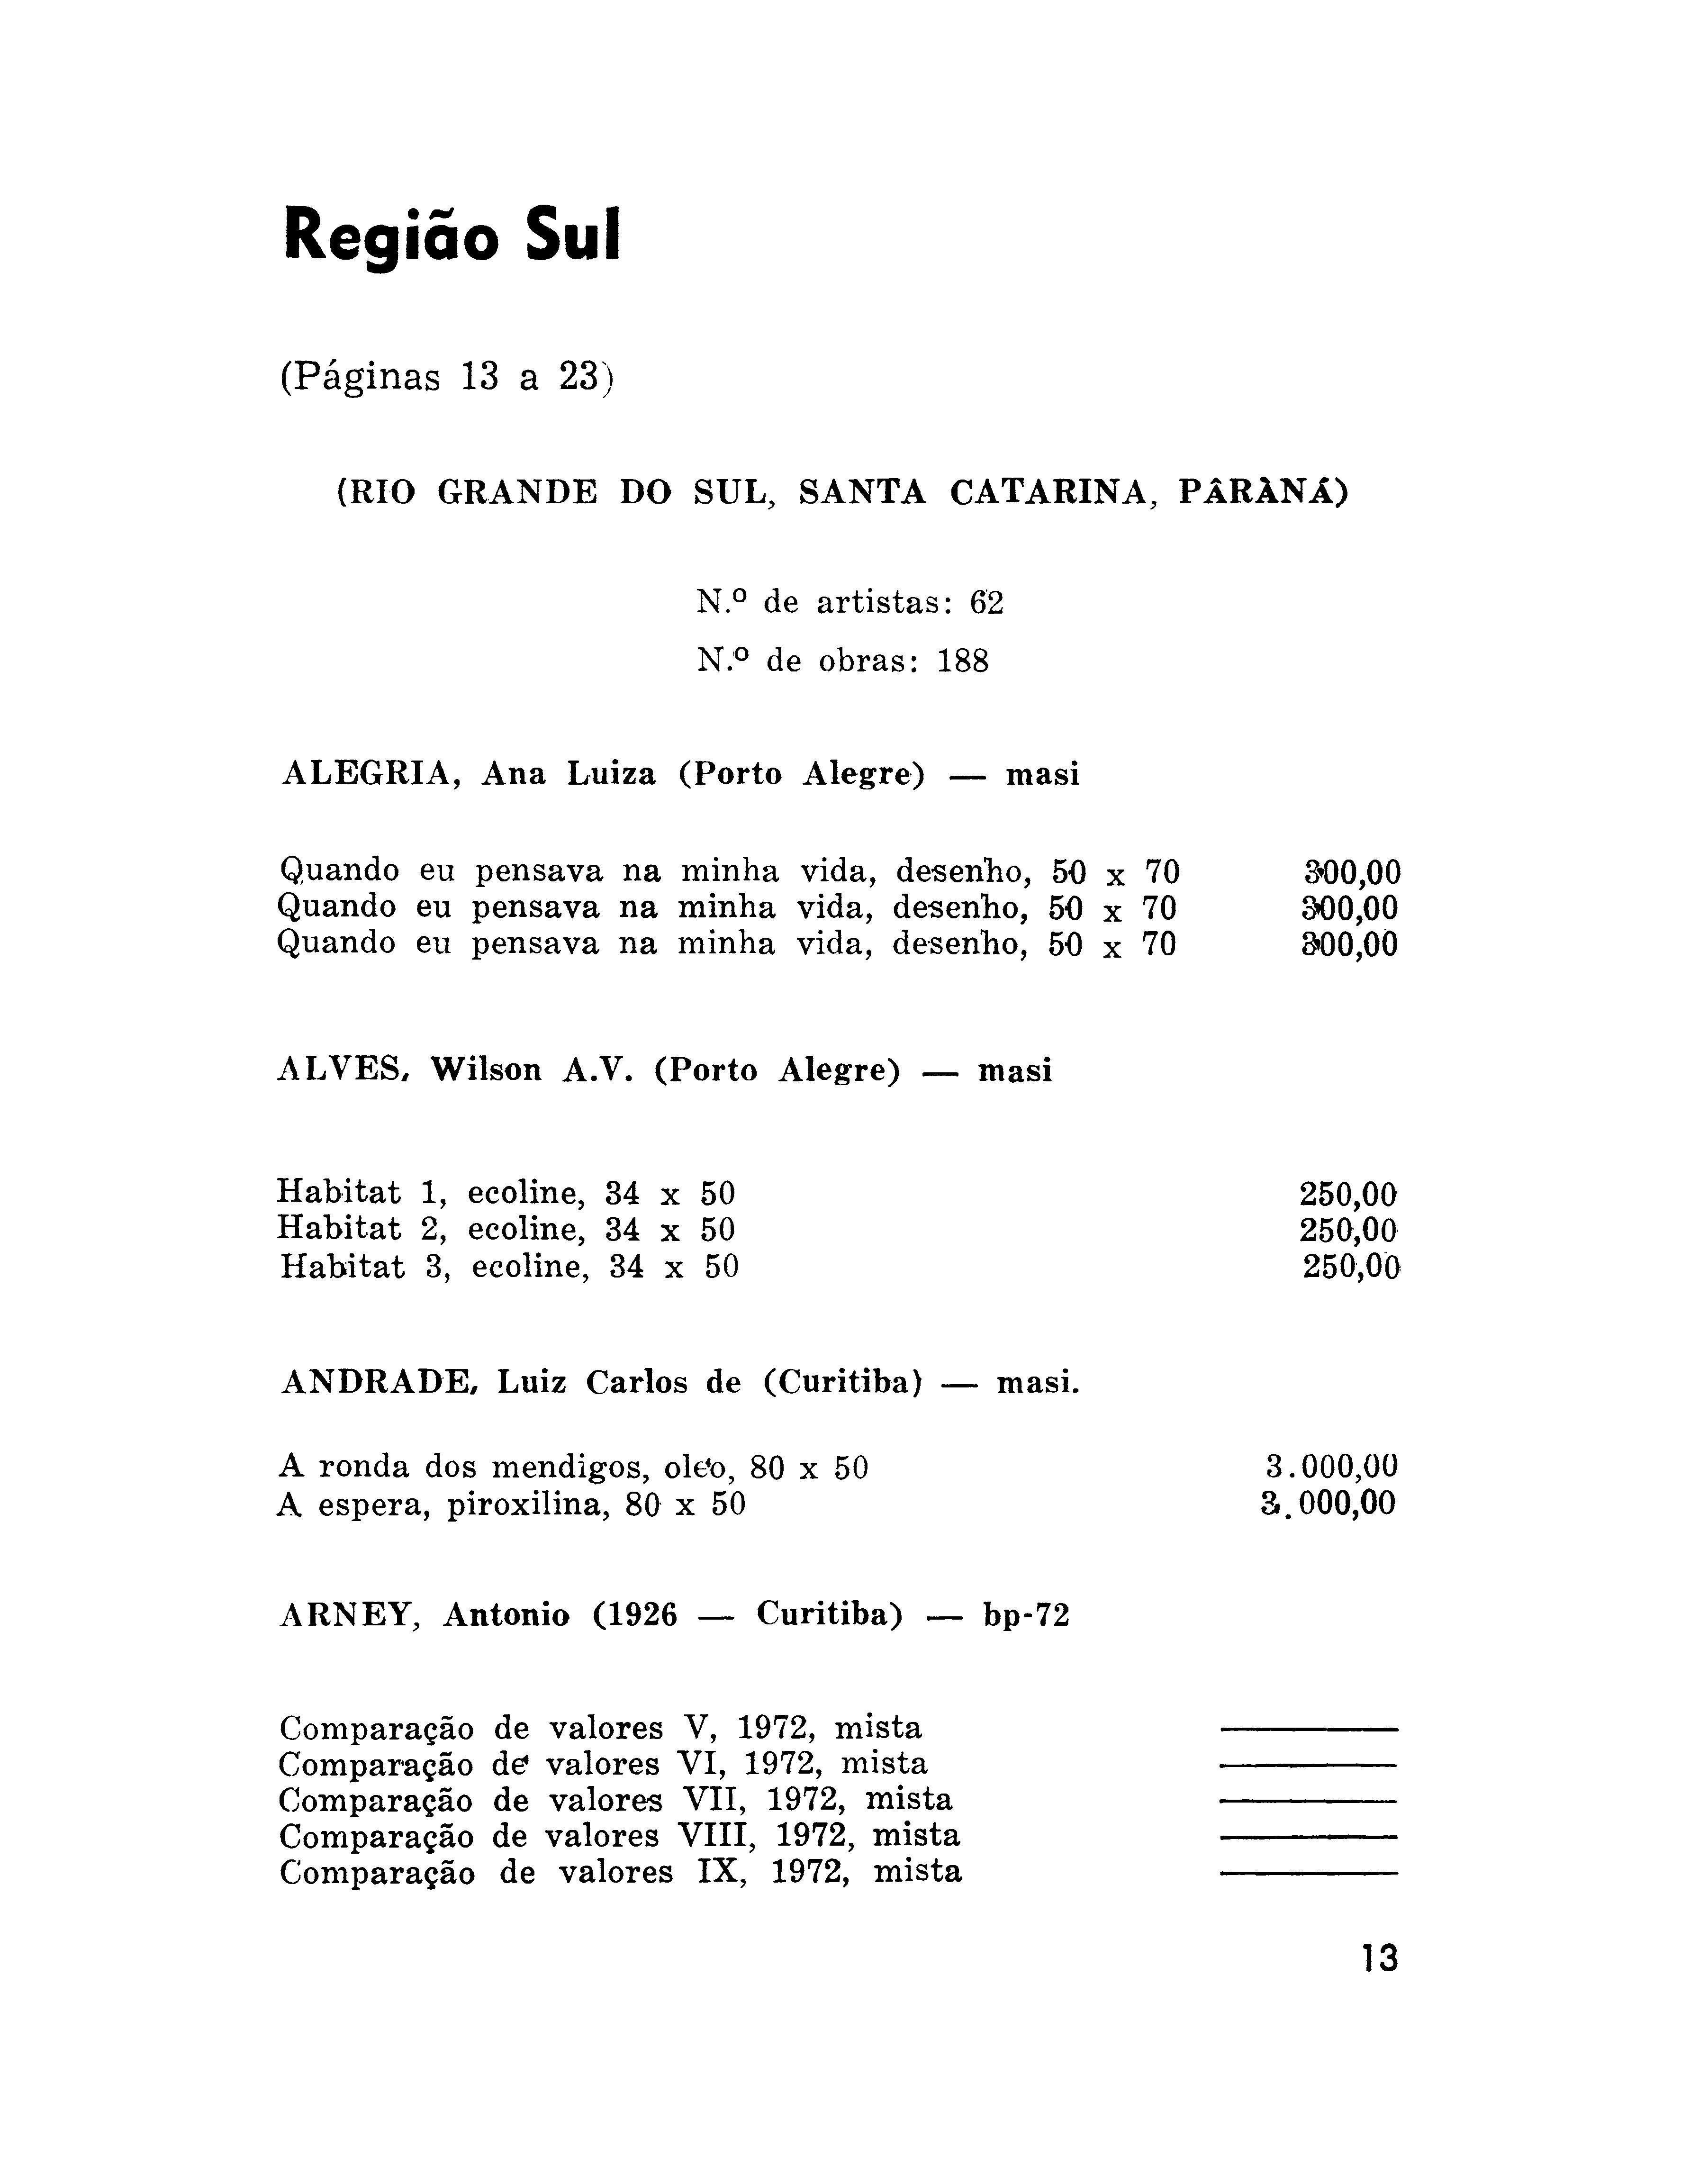 Região Sul
(Páginas 13 a 23)
(RIO GRANDE DO SUL, SANTA CATARINA, PÂRÀNÁ)
N.º de artistas: 62
N.º de obras: 188
ALEGRIA, Ana Luiza (Porto Alegre) — masi
Quando eu pensava na minha vida, desenho, 50 x 70 300,00
Quando eu pensava na minha vida, desenho, 50 x 70 300,00
Quando eu pensava na minha vida, desenho, 50 x 70 300,00
ALVES, Wilson A.V. (Porto Alegre) — masi
Habitat 1, ecoline, 34 x 50 250,00
Habitat 2, ecoline, 34 x 50 250,00
Habitat 3, ecoline, 34 x 50 250,00
ANDRADE, Luiz Carlos de (Curitiba) — masi.
A ronda dos mendigos, oleo, 80 x 50 3.000,00
A espera, piroxilina, 80 x 50 3.000,00
ARNEY, Antonio (1926 — Curitiba) — bp-72
Comparação de valores V, 1972, mista
Comparação de valores VI, 1972, mista
Comparação de valores VII, 1972, mista
Comparação de valores VIII, 1972, mista
Comparação de valores IX, 1972, mista
13